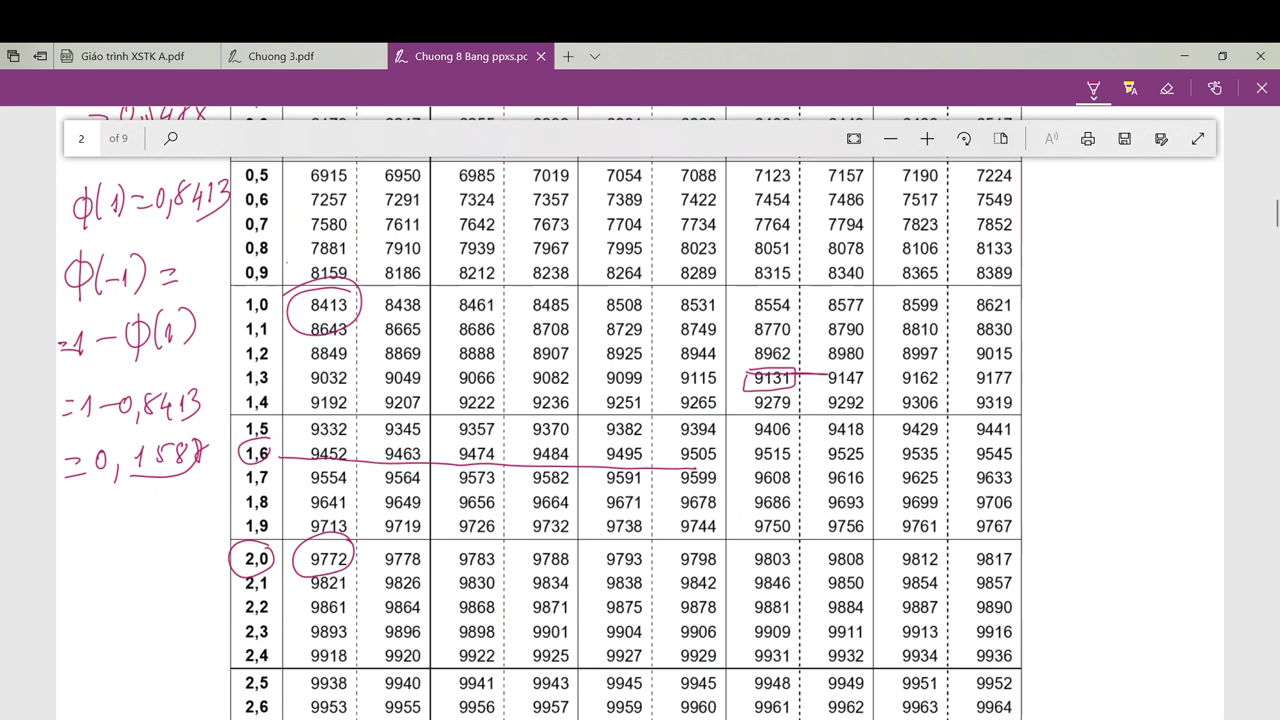 Giáo trình XSTK A.pdf Chuong 3.pdf Chuong 8 Bang ppxs.pc
2 of 9
ϕ(1) = 0,8413
ϕ(-1) =
=1 - ϕ(1)
=1-0,8413
=0,1587
0,5 6915 6950 6985 7019 7054 7088 7123 7157 7190 7224
0,6 7257 7291 7324 7357 7389 7422 7454 7486 7517 7549
0,7 7580 7611 7642 7673 7704 7734 7764 7794 7823 7852
0,8 7881 7910 7939 7967 7995 8023 8051 8078 8106 8133
0,9 8159 8186 8212 8238 8264 8289 8315 8340 8365 8389
1,0 8413 8438 8461 8485 8508 8531 8554 8577 8599 8621
1,1 8643 8665 8686 8708 8729 8749 8770 8790 8810 8830
1,2 8849 8869 8888 8907 8925 8944 8962 8980 8997 9015
1,3 9032 9049 9066 9082 9099 9115 9131 9147 9162 9177
1,4 9192 9207 9222 9236 9251 9265 9279 9292 9306 9319
1,5 9332 9345 9357 9370 9382 9394 9406 9418 9429 9441
1,6 9452 9463 9474 9484 9495 9505 9515 9525 9535 9545
1,7 9554 9564 9573 9582 9591 9599 9608 9616 9625 9633
1,8 9641 9649 9656 9664 9671 9678 9686 9693 9699 9706
1,9 9713 9719 9726 9732 9738 9744 9750 9756 9761 9767
2,0 9772 9778 9783 9788 9793 9798 9803 9808 9812 9817
2,1 9821 9826 9830 9834 9838 9842 9846 9850 9854 9857
2,2 9861 9864 9868 9871 9875 9878 9881 9884 9887 9890
2,3 9893 9896 9898 9901 9904 9906 9909 9911 9913 9916
2,4 9918 9920 9922 9925 9927 9929 9931 9932 9934 9936
2,5 9938 9940 9941 9943 9945 9945 9948 9949 9951 9952
2,6 9953 9955 9956 9957 9959 9960 9961 9962 9963 9964